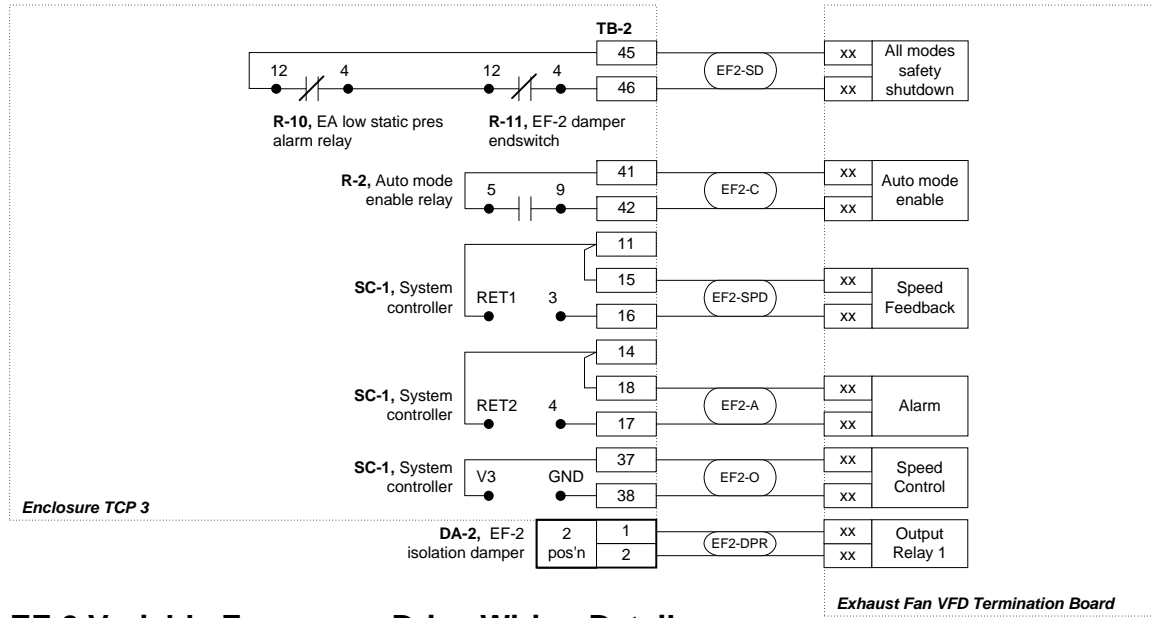 TB-2
45
EF2-SD
xx
All modes
safety
shutdown
12
4
12
4
46
xx
R-10, EA low static pres
alarm relay
R-11, EF-2 damper
endswitch
R-2, Auto mode
enable relay
5
9
41
42
EF2-C
xx
xx
Auto mode
enable
11
SC-1, System
controller
RET1
3
15
16
EF2-SPD
xx
xx
Speed
Feedback
14
SC-1, System
controller
RET2
4
18
17
EF2-A
xx
xx
Alarm
SC-1, System
controller
V3
GND
37
38
EF2-O
xx
xx
Speed
Control
Enclosure TCP 3
DA-2, EF-2
isolation damper
2
pos'n
1
2
EF2-DPR
xx
xx
Output
Relay 1
Exhaust Fan VFD Termination Board